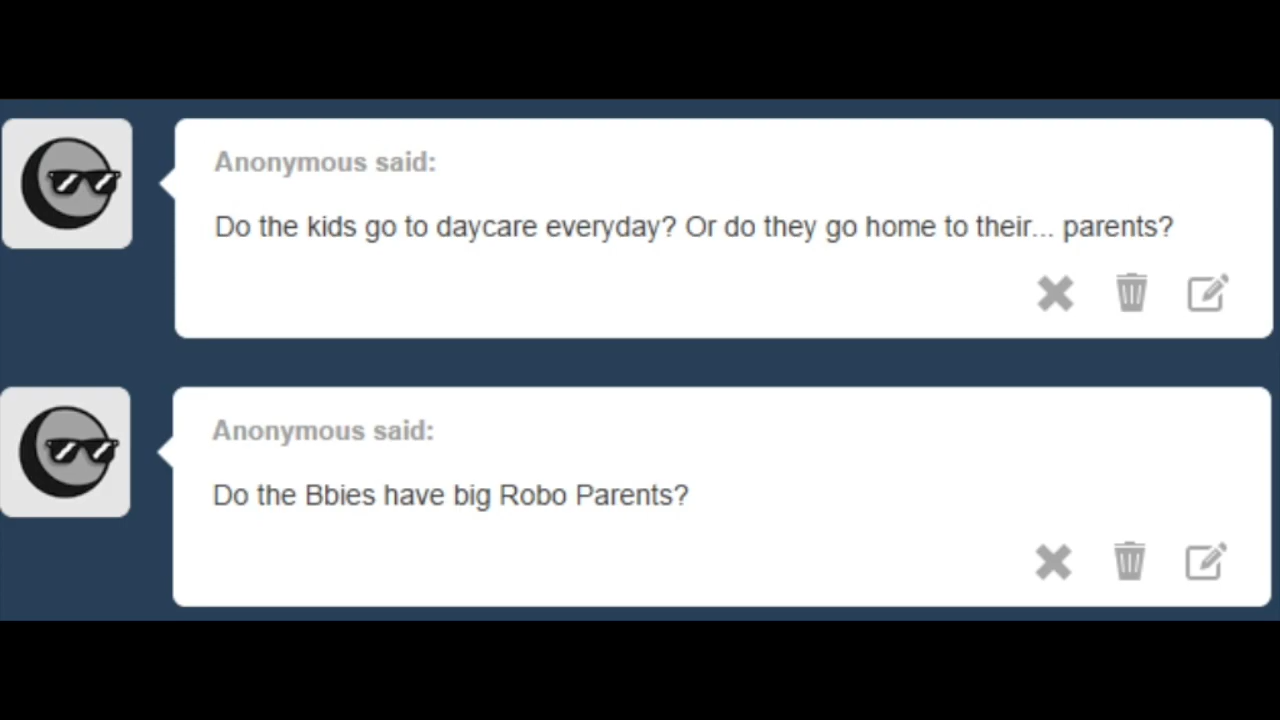 Anonymous said:
Do the kids go to daycare everyday? Or do they go home to their... parents?
Anonymous said:
Do the Bbies have big Robo Parents?